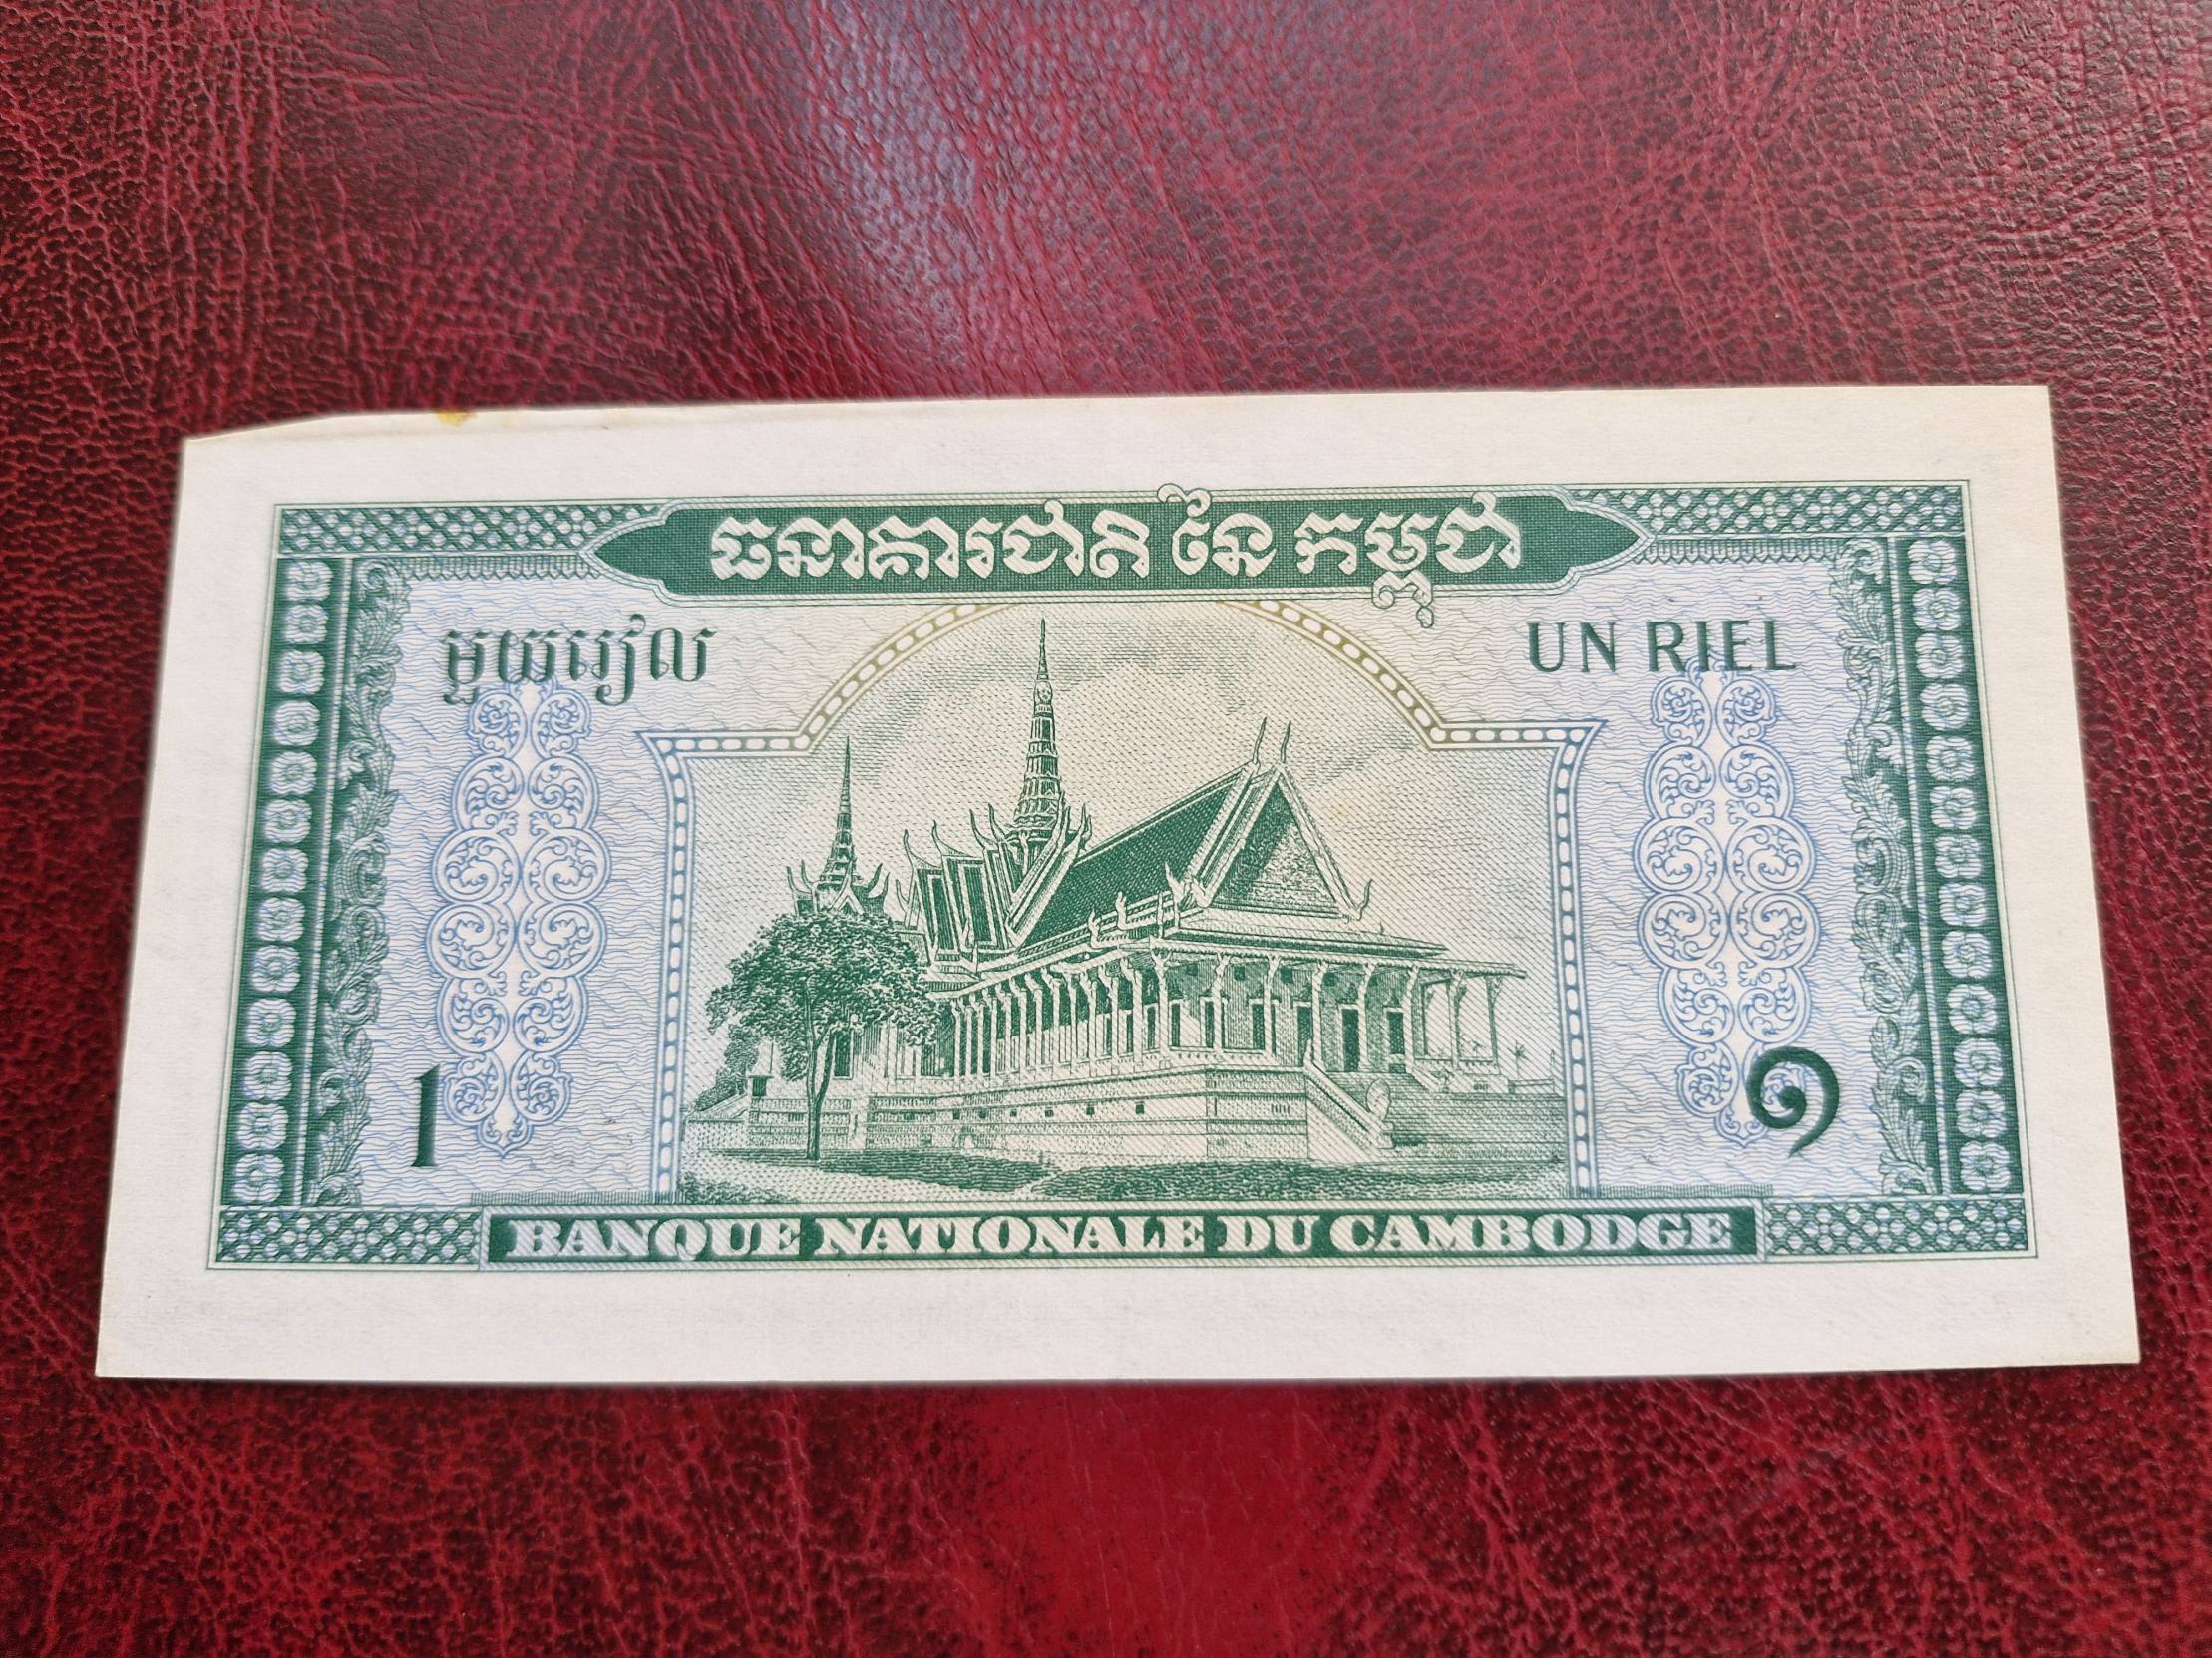 ធនាគារជាតិ នៃ កម្ពុជា
មួយរៀល
UN RIEL
1
១
BANQUE NATIONALE DU CAMBODGE